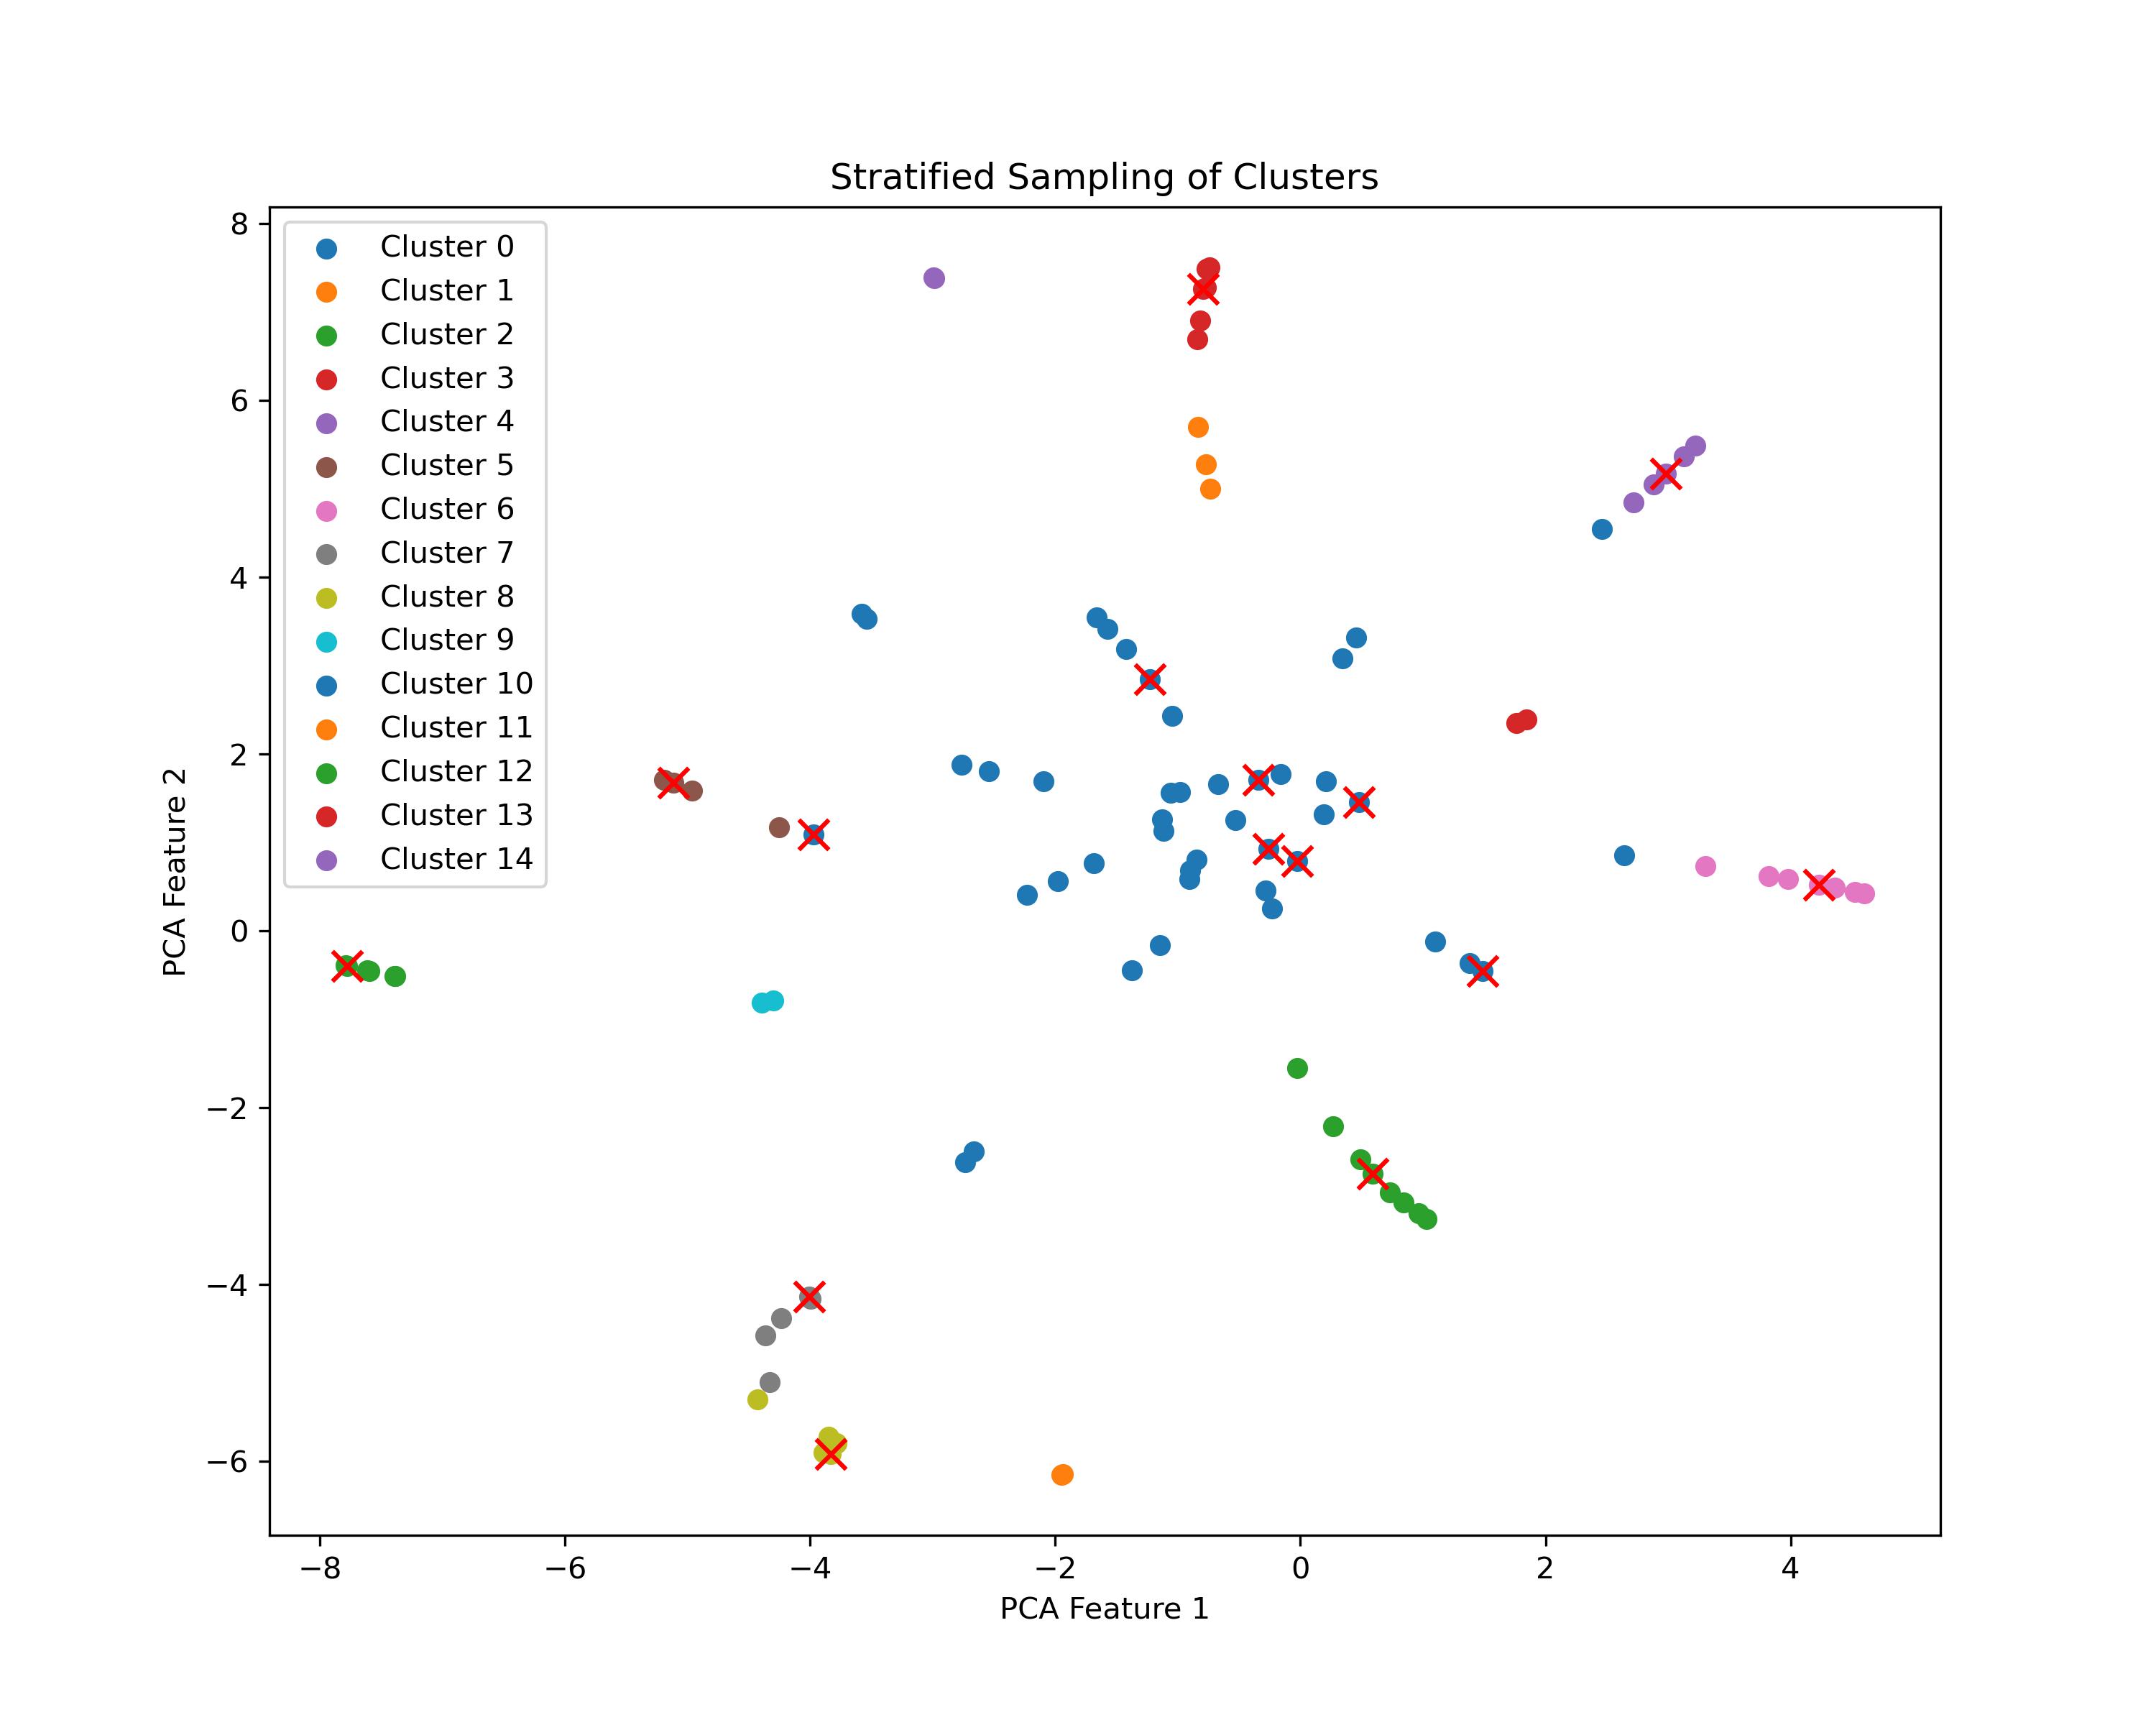 Stratified Sampling of Clusters
Cluster 0
Cluster 1
Cluster 2
Cluster 3
Cluster 4
Cluster 5
Cluster 6
Cluster 7
Cluster 8
Cluster 9
Cluster 10
Cluster 11
Cluster 12
Cluster 13
Cluster 14
8
6
4
2
0
−2
−4
−6
PCA Feature 2
−8 −6 −4 −2 0 2 4
PCA Feature 1